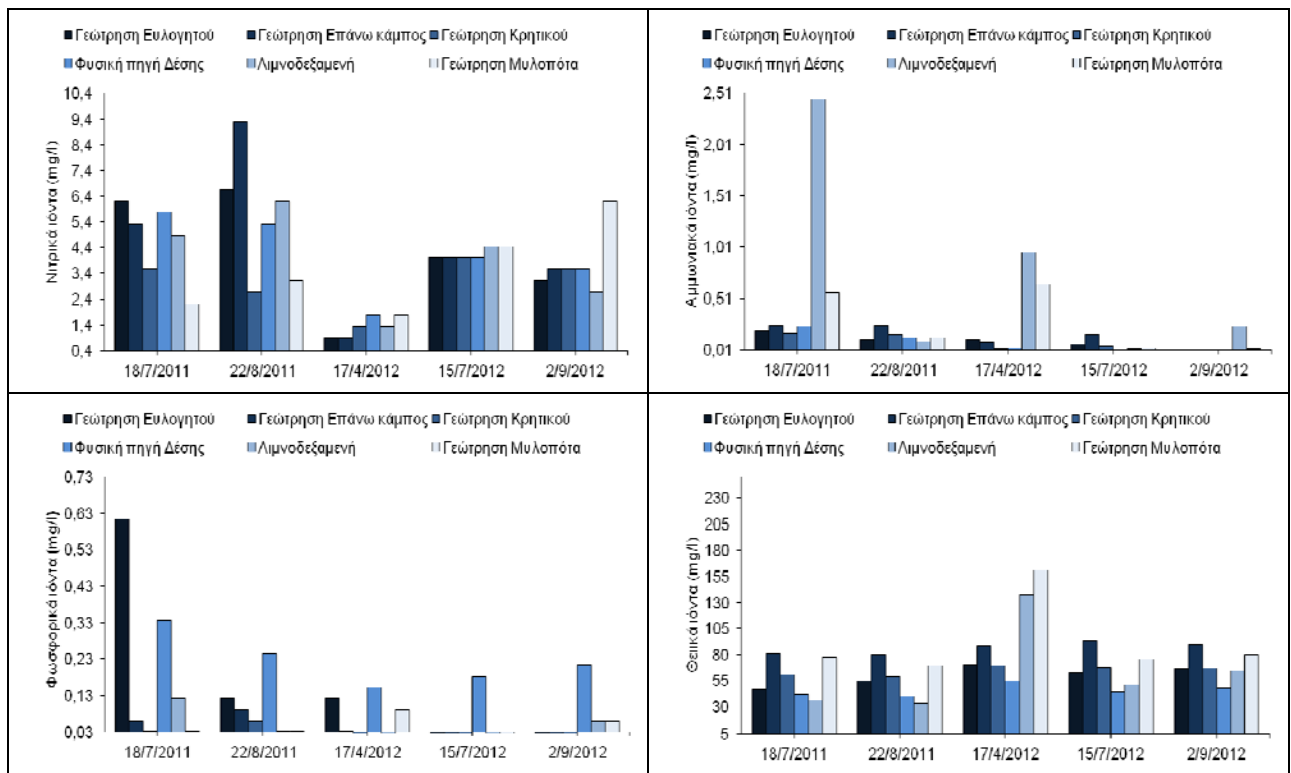 Γεώτρηση Ευλογητού Γεώτρηση Επάνω κάμπος Γεώτρηση Κρητικού
Φυσική πηγή Δέσης Λιμνοδεξαμενή Γεώτρηση Μυλοπότα
Νιτρικά ιόντα (mg/l)
10,4
9,4
8,4
7,4
6,4
5,4
4,4
3,4
2,4
1,4
0,4
18/7/2011 22/8/2011 17/4/2012 15/7/2012 2/9/2012
Γεώτρηση Ευλογητού Γεώτρηση Επάνω κάμπος Γεώτρηση Κρητικού
Φυσική πηγή Δέσης Λιμνοδεξαμενή Γεώτρηση Μυλοπότα
Αμμωνιακά ιόντα (mg/l)
2,51
2,01
1,51
1,01
0,51
0,01
18/7/2011 22/8/2011 17/4/2012 15/7/2012 2/9/2012
Γεώτρηση Ευλογητού Γεώτρηση Επάνω κάμπος Γεώτρηση Κρητικού
Φυσική πηγή Δέσης Λιμνοδεξαμενή Γεώτρηση Μυλοπότα
Φωσφορικά ιόντα (mg/l)
0,73
0,63
0,53
0,43
0,33
0,23
0,13
0,03
18/7/2011 22/8/2011 17/4/2012 15/7/2012 2/9/2012
Γεώτρηση Ευλογητού Γεώτρηση Επάνω κάμπος Γεώτρηση Κρητικού
Φυσική πηγή Δέσης Λιμνοδεξαμενή Γεώτρηση Μυλοπότα
Θειικά ιόντα (mg/l)
230
205
180
155
130
105
80
55
30
5
18/7/2011 22/8/2011 17/4/2012 15/7/2012 2/9/2012